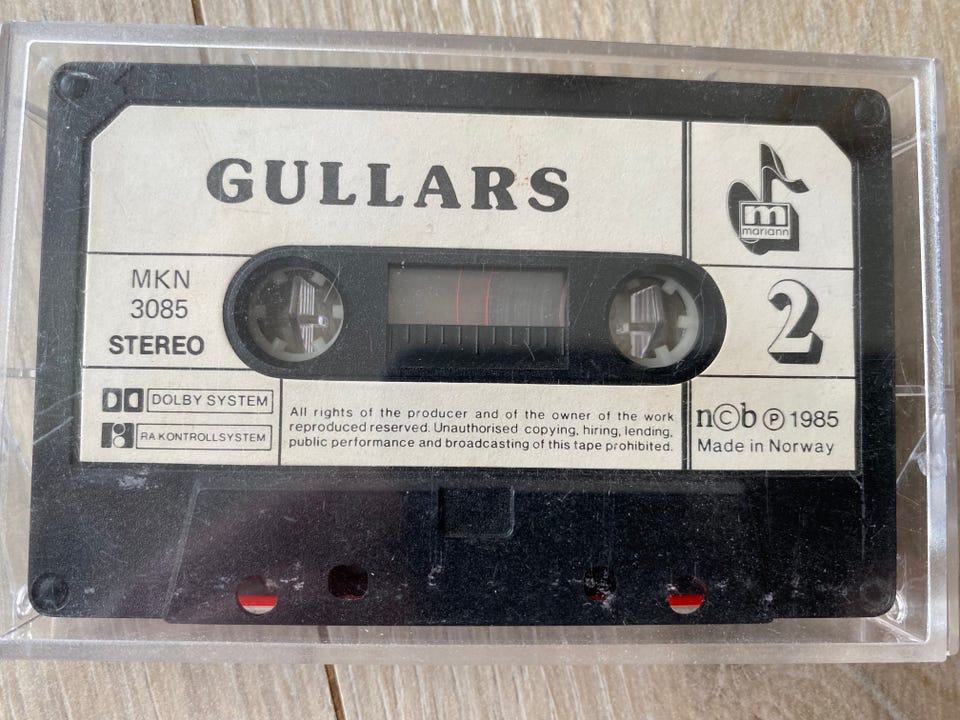 GULLARS
m
mariann
MKN
3085
STEREO
2
DOLBY SYSTEM
RA KONTROLLSYSTEM
All rights of the producer and of the owner of the work
reproduced reserved. Unauthorised copying, hiring, lending,
public performance and broadcasting of this tape prohibited.
n©b ℗ 1985
Made in Norway